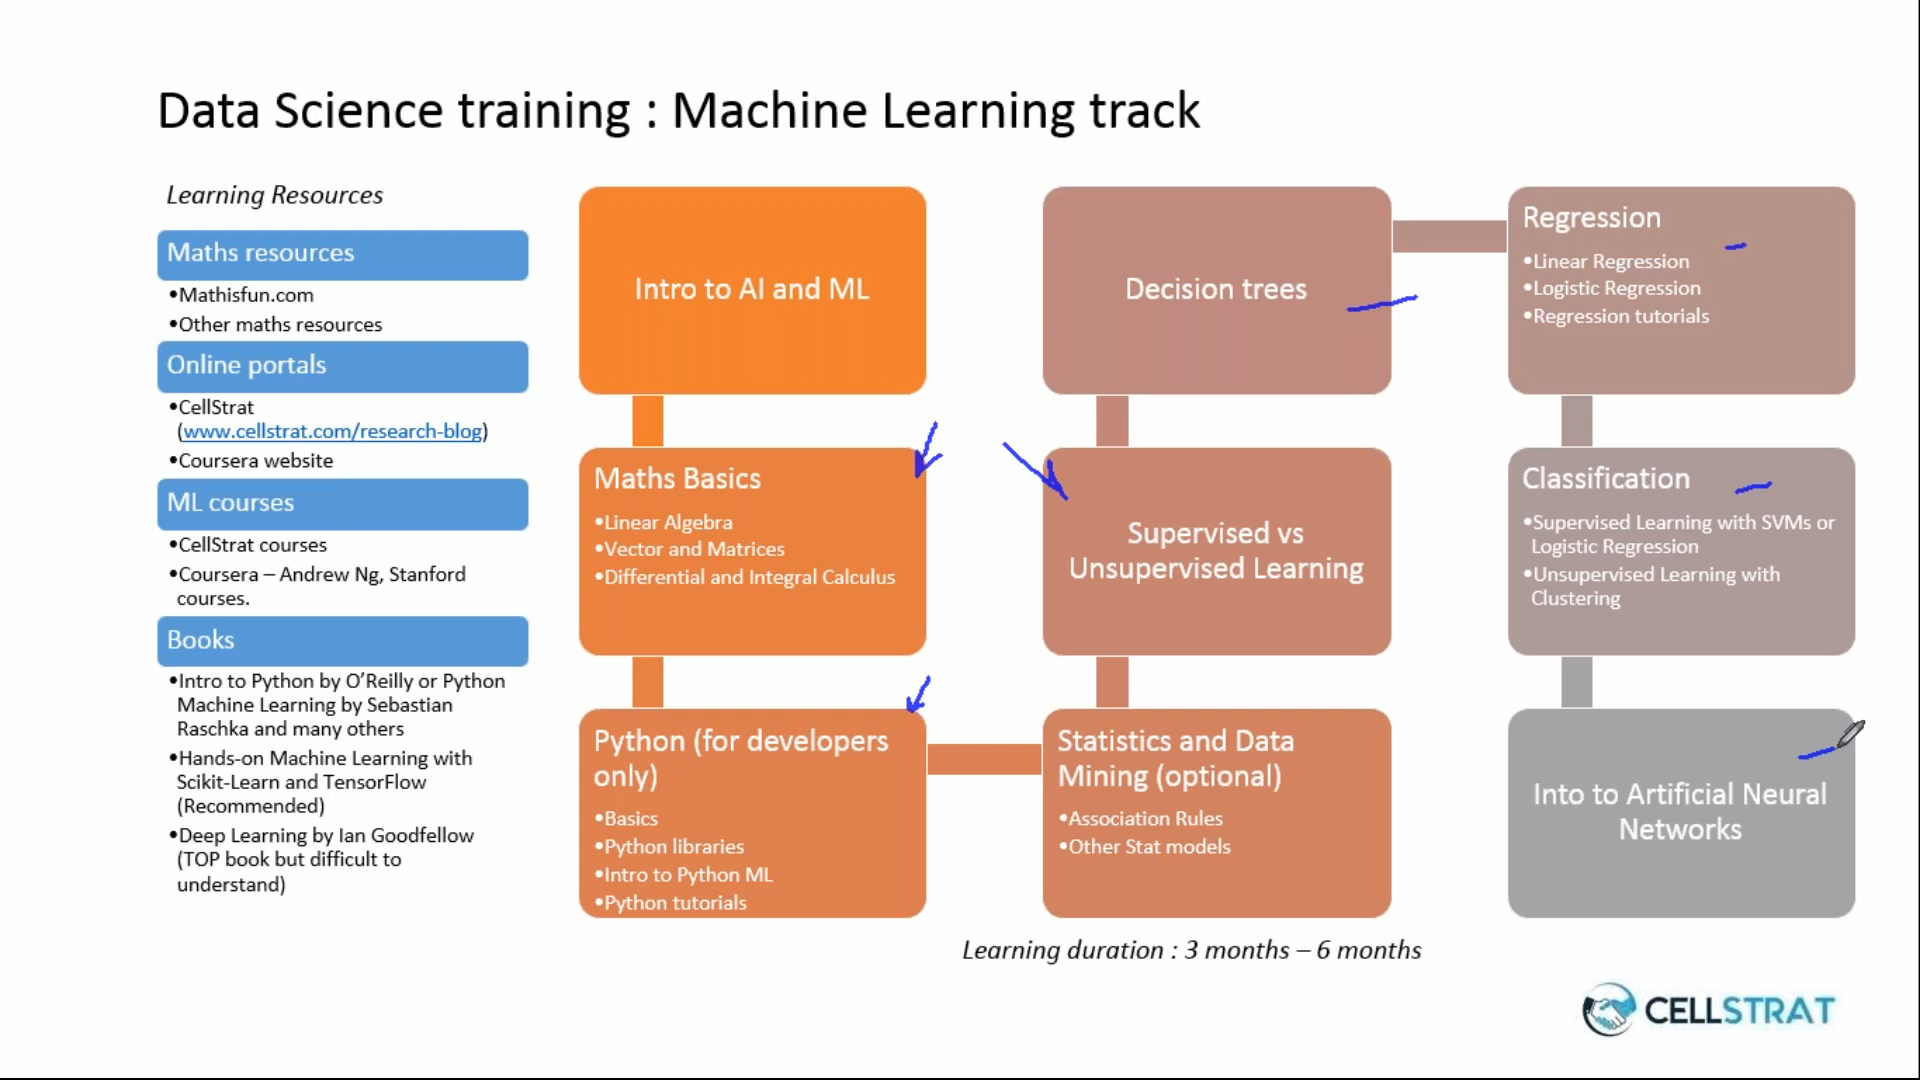 Data Science training : Machine Learning track
Learning Resources
Maths resources
•Mathisfun.com
•Other maths resources
Online portals
•CellStrat
(www.cellstrat.com/research-blog)
•Coursera website
ML courses
•CellStrat courses
•Coursera – Andrew Ng, Stanford
courses.
Books
•Intro to Python by O’Reilly or Python
Machine Learning by Sebastian
Raschka and many others
•Hands-on Machine Learning with
Scikit-Learn and TensorFlow
(Recommended)
•Deep Learning by Ian Goodfellow
(TOP book but difficult to
understand)
Intro to AI and ML
Maths Basics
•Linear Algebra
•Vector and Matrices
•Differential and Integral Calculus
Python (for developers
only)
•Basics
•Python libraries
•Intro to Python ML
•Python tutorials
Statistics and Data
Mining (optional)
•Association Rules
•Other Stat models
Supervised vs
Unsupervised Learning
Decision trees
Regression
•Linear Regression
•Logistic Regression
•Regression tutorials
Classification
•Supervised Learning with SVMs or
Logistic Regression
•Unsupervised Learning with
Clustering
Into to Artificial Neural
Networks
Learning duration : 3 months – 6 months
CELLSTRAT